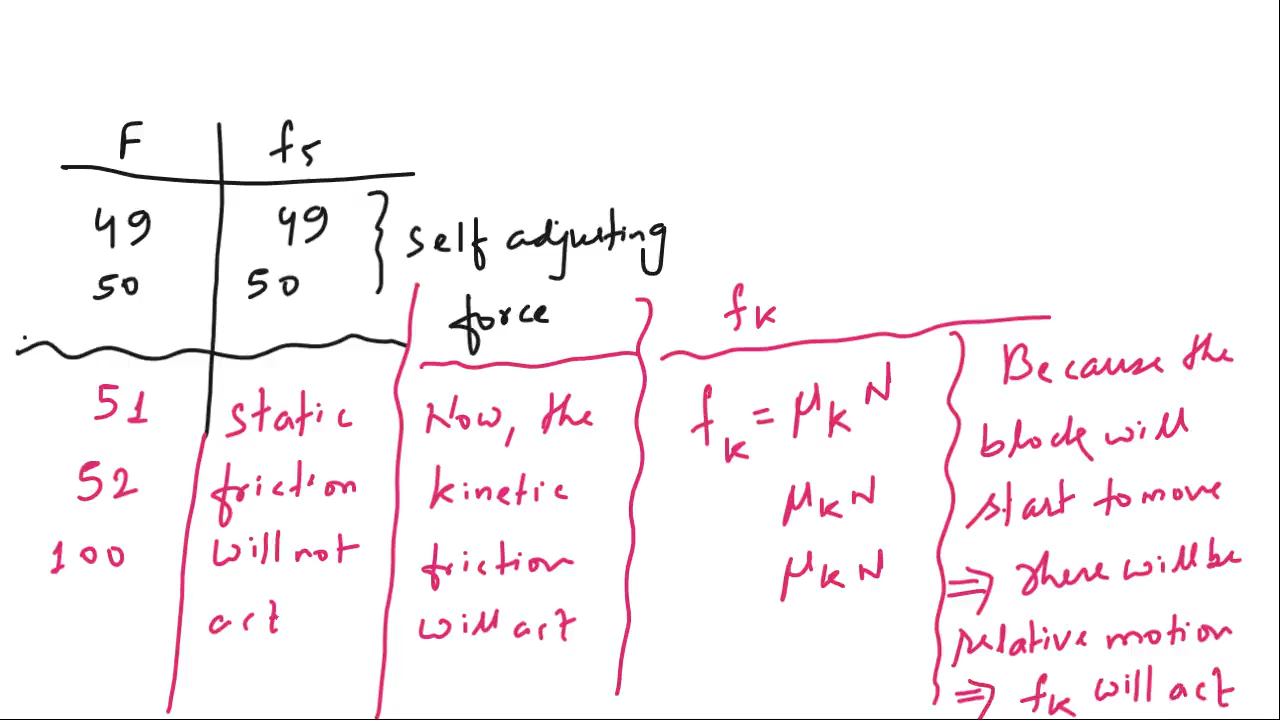 F fs
49 49
50 50
self adjusting
force
fk
51 static Now, the fk = μk N Because the
block will
52 friction kinetic μk N start to move
100 will not friction μk N ⇒ there will be
act will act relative motion
⇒ fk will act